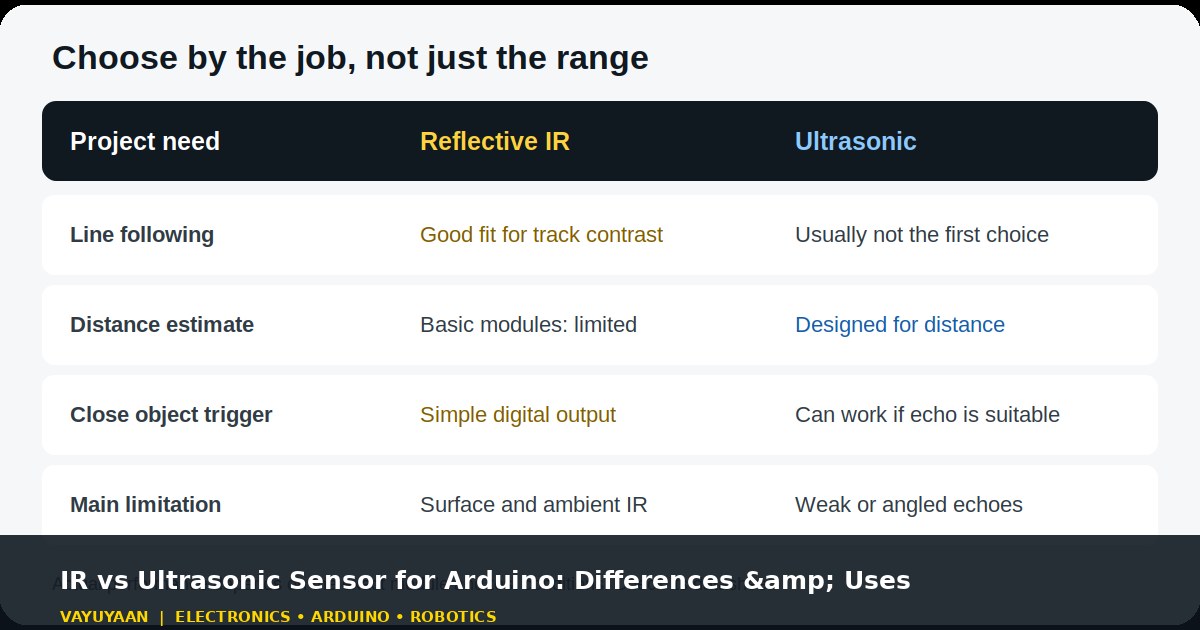 Choose by the job, not just the range
Project need Reflective IR Ultrasonic
Line following Good fit for track contrast Usually not the first choice
Distance estimate Basic modules: limited Designed for distance
Close object trigger Simple digital output Can work if echo is suitable
Main limitation Surface and ambient IR Weak or angled echoes
IR vs Ultrasonic Sensor for Arduino: Differences &amp; Uses
VAYUYAAN | ELECTRONICS • ARDUINO • ROBOTICS